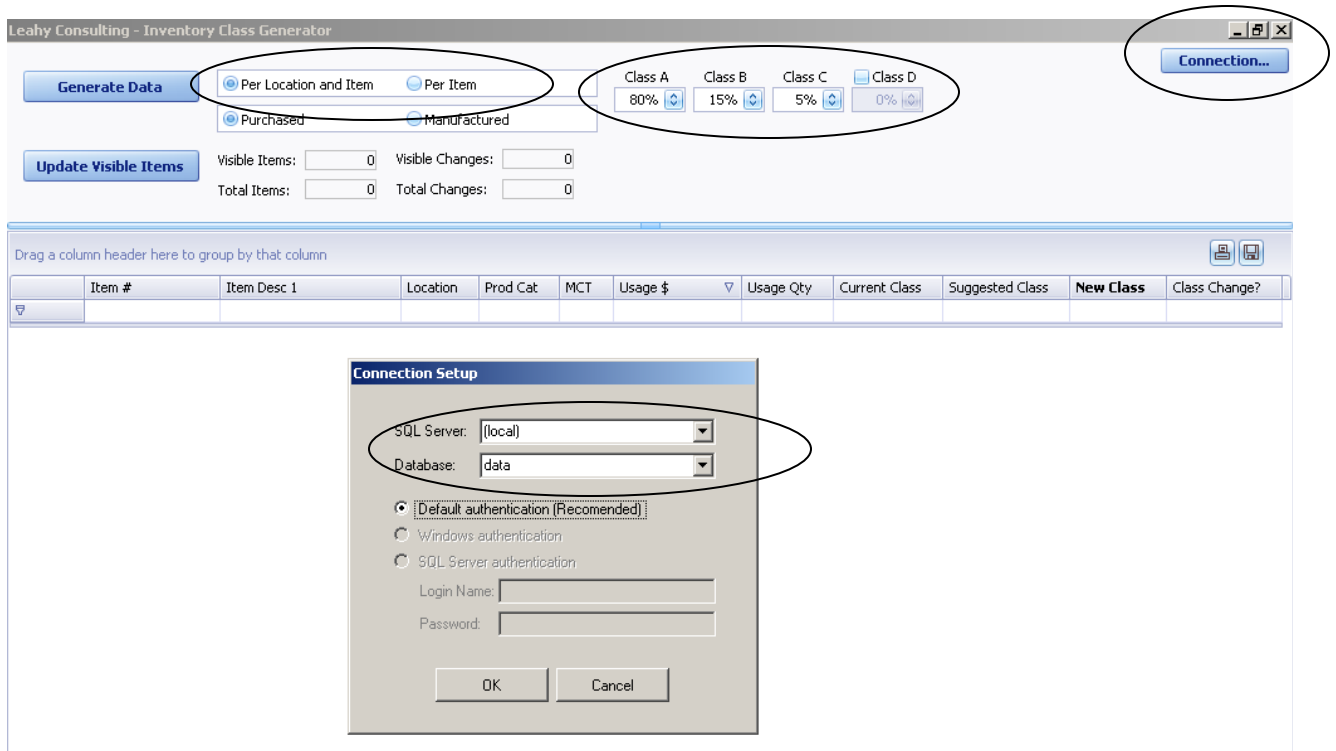 Leahy Consulting - Inventory Class Generator
Connection...
Generate Data
Per Location and Item Per Item
Class A Class B Class C Class D
80% 15% 5% 0%
Purchased Manufactured
Update Visible Items
Visible Items: 0 Visible Changes: 0
Total Items: 0 Total Changes: 0
Drag a column header here to group by that column
Item # Item Desc 1 Location Prod Cat MCT Usage $ Usage Qty Current Class Suggested Class New Class Class Change?
Connection Setup
SQL Server: (local)
Database: data
Default authentication (Recomended)
Windows authentication
SQL Server authentication
Login Name:
Password:
OK Cancel